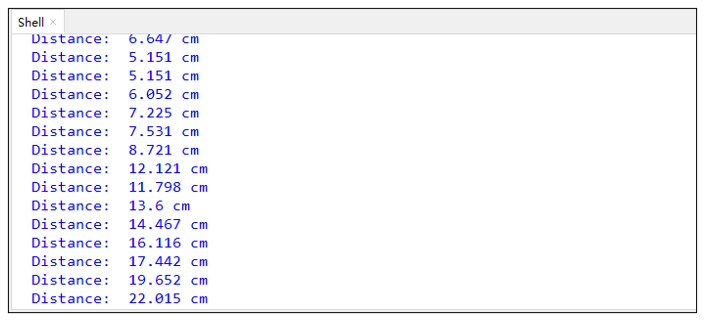 Shell ×
Distance:  6.647 cm
Distance:  5.151 cm
Distance:  5.151 cm
Distance:  6.052 cm
Distance:  7.225 cm
Distance:  7.531 cm
Distance:  8.721 cm
Distance:  12.121 cm
Distance:  11.798 cm
Distance:  13.6 cm
Distance:  14.467 cm
Distance:  16.116 cm
Distance:  17.442 cm
Distance:  19.652 cm
Distance:  22.015 cm